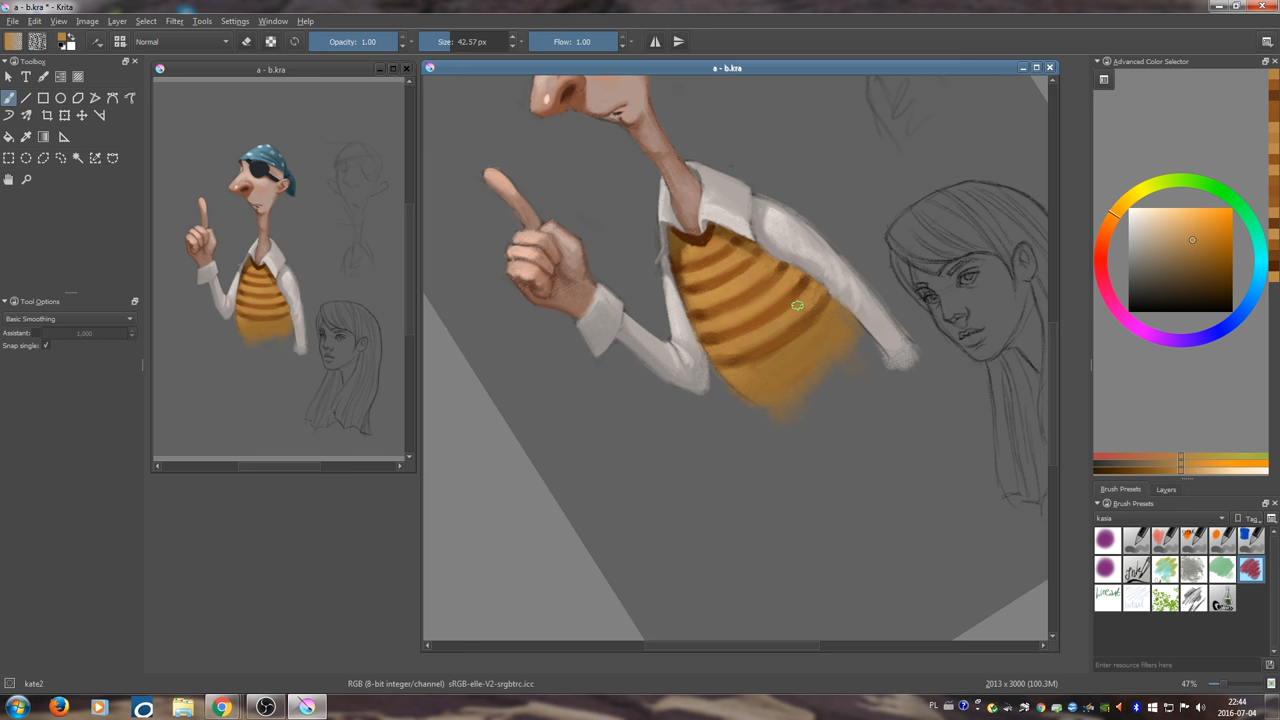 a - b.kra * - Krita
File Edit View Image Layer Select Filter Tools Settings Window Help
Normal Opacity: 1.00 Size: 42.57 px Flow: 1.00
Toolbox
Tool Options
Basic Smoothing
Assistant: 1,000
Snap single:
a - b.kra
a - b.kra
Advanced Color Selector
Brush Presets Layers
Brush Presets
kasia Tag
Enter resource filters here
kate2 RGB (8-bit integer/channel) sRGB-elle-V2-srgbtrc.icc 2013 x 3000 (100.3M) 47%
PL 22:44
2016-07-04